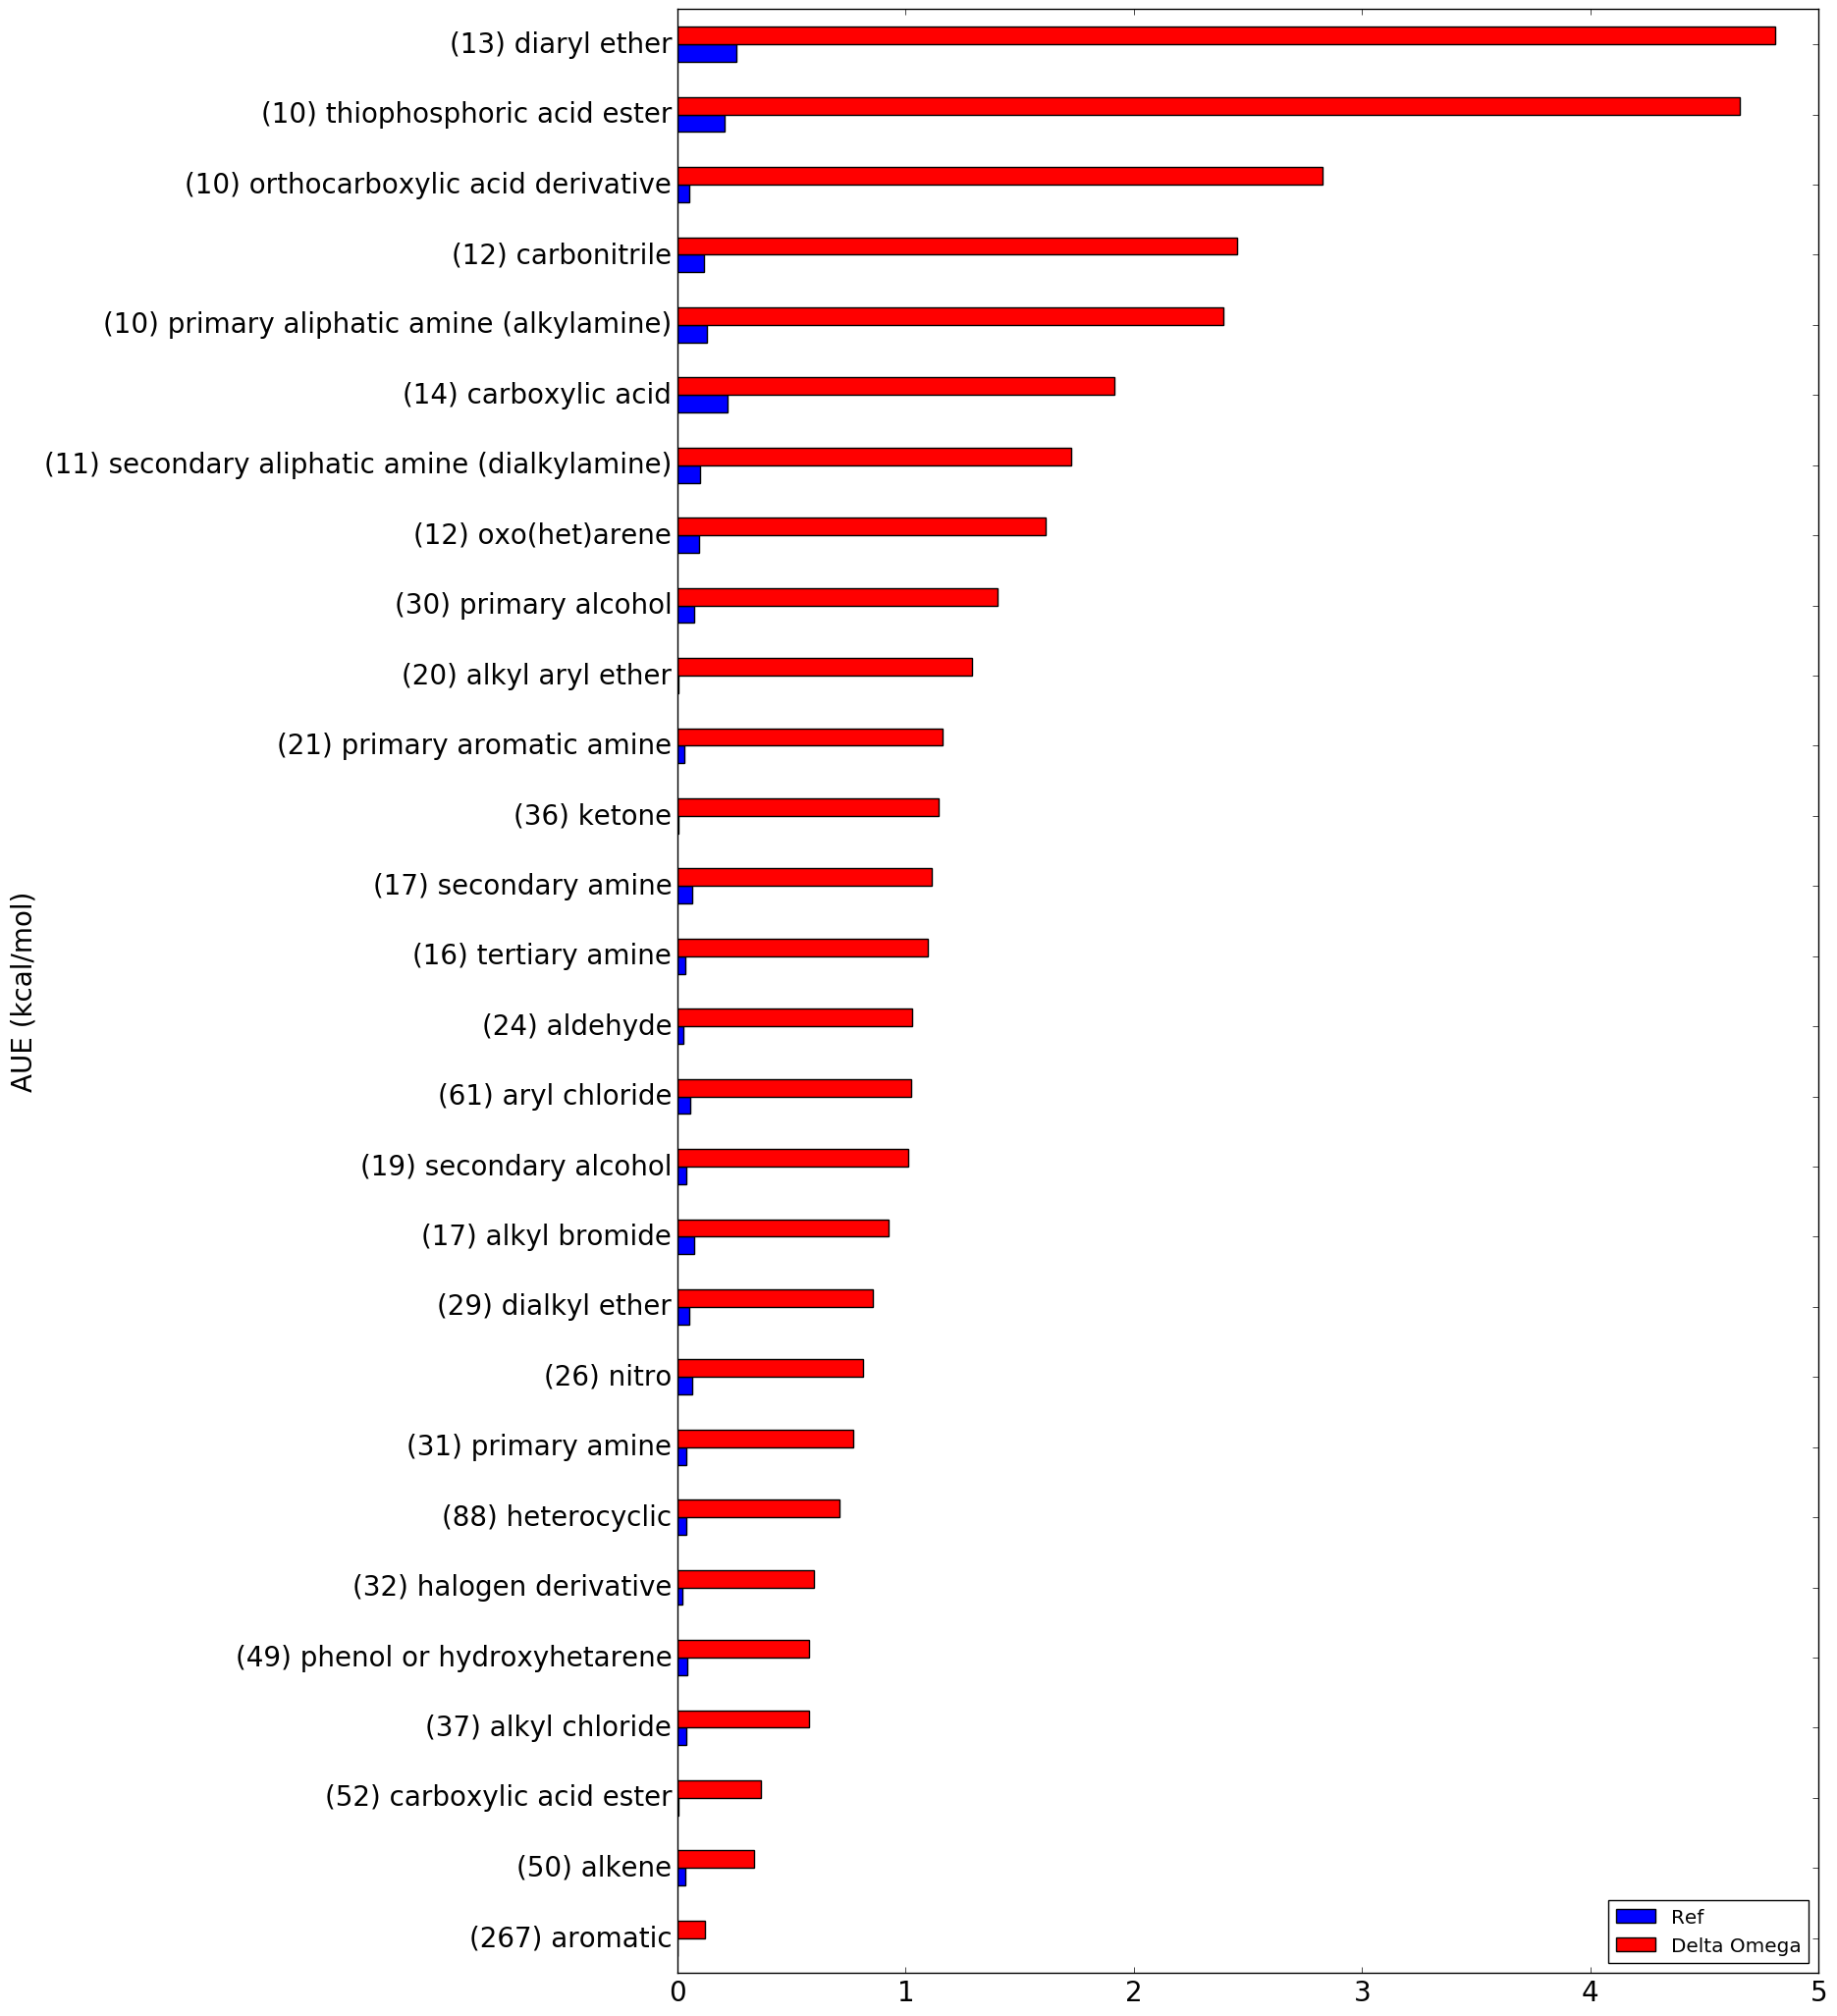 (13) diaryl ether
(10) thiophosphoric acid ester
(10) orthocarboxylic acid derivative
(12) carbonitrile
(10) primary aliphatic amine (alkylamine)
(14) carboxylic acid
(11) secondary aliphatic amine (dialkylamine)
(12) oxo(het)arene
(30) primary alcohol
(20) alkyl aryl ether
(21) primary aromatic amine
(36) ketone
(17) secondary amine
(16) tertiary amine
(24) aldehyde
(61) aryl chloride
(19) secondary alcohol
(17) alkyl bromide
(29) dialkyl ether
(26) nitro
(31) primary amine
(88) heterocyclic
(32) halogen derivative
(49) phenol or hydroxyhetarene
(37) alkyl chloride
(52) carboxylic acid ester
(50) alkene
(267) aromatic
AUE (kcal/mol)
0 1 2 3 4 5
Ref
Delta Omega